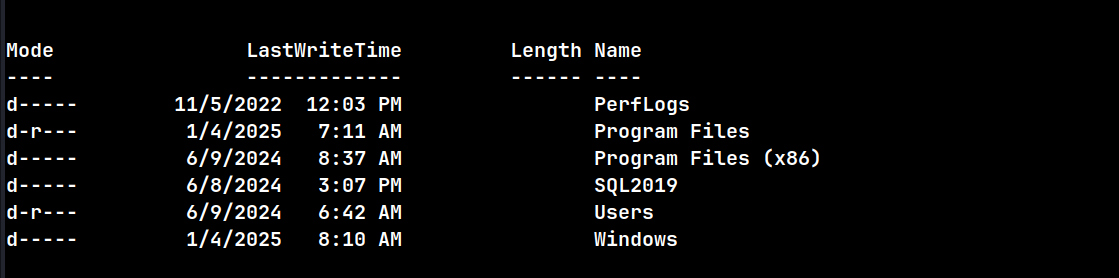 Mode                LastWriteTime         Length Name
----                -------------         ------ ----
d-----        11/5/2022  12:03 PM                PerfLogs
d-r---         1/4/2025   7:11 AM                Program Files
d-----         6/9/2024   8:37 AM                Program Files (x86)
d-----         6/8/2024   3:07 PM                SQL2019
d-r---         6/9/2024   6:42 AM                Users
d-----         1/4/2025   8:10 AM                Windows